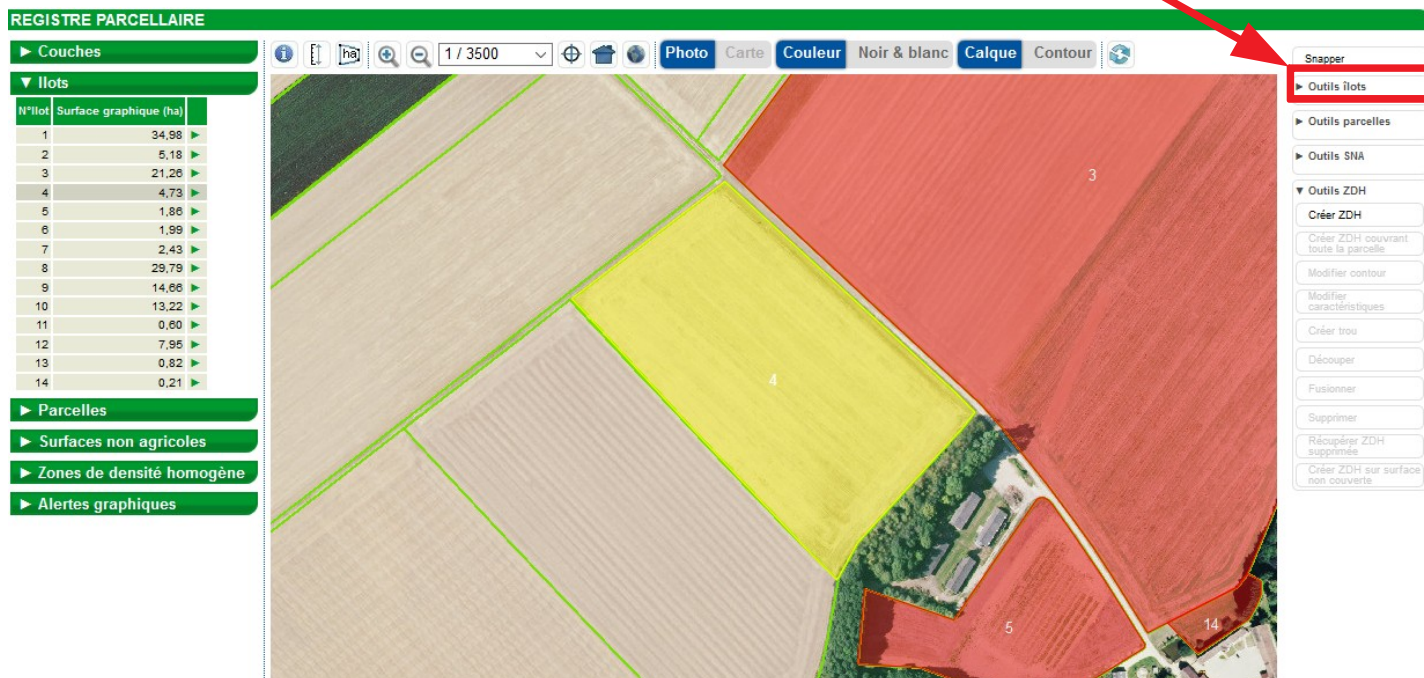 REGISTRE PARCELLAIRE
► Couches
▼ Ilots
N°Ilot Surface graphique (ha)
1 34,98 ►
2 5,18 ►
3 21,26 ►
4 4,73 ►
5 1,86 ►
6 1,99 ►
7 2,43 ►
8 29,79 ►
9 14,66 ►
10 13,22 ►
11 0,60 ►
12 7,95 ►
13 0,82 ►
14 0,21 ►
► Parcelles
► Surfaces non agricoles
► Zones de densité homogène
► Alertes graphiques
ha
1 / 3500
Photo Carte Couleur Noir & blanc Calque Contour
3
4
5
14
Snapper
► Outils îlots
► Outils parcelles
► Outils SNA
▼ Outils ZDH
Créer ZDH
Créer ZDH couvrant
toute la parcelle
Modifier contour
Modifier
caractéristiques
Créer trou
Découper
Fusionner
Supprimer
Récupérer ZDH
supprimée
Créer ZDH sur surface
non couverte